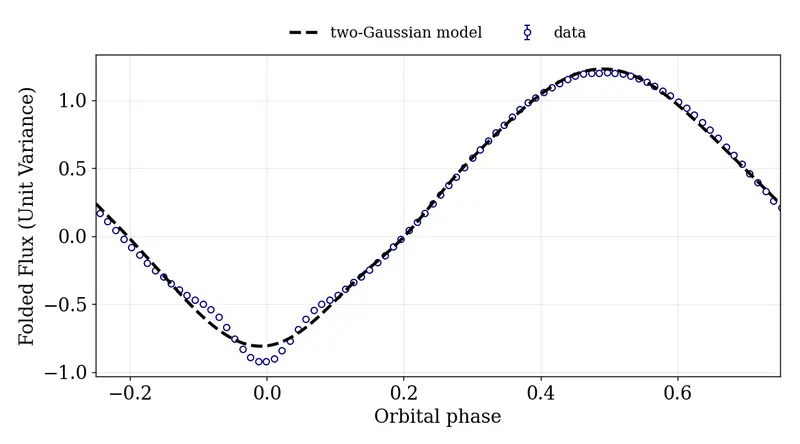 two-Gaussian model
data
Folded Flux (Unit Variance)
1.0
0.5
0.0
−0.5
−1.0
−0.2
0.0
0.2
0.4
0.6
Orbital phase